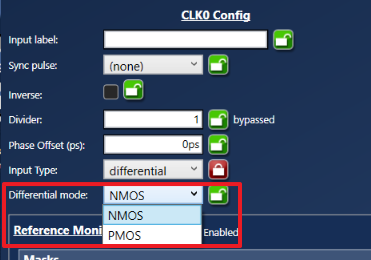 CLK0 Config
Input label:
Sync pulse: (none)
Inverse:
Divider: 1 bypassed
Phase Offset (ps): 0ps
Input Type: differential
Differential mode: NMOS
NMOS
PMOS
Reference Moni Enabled
Masks